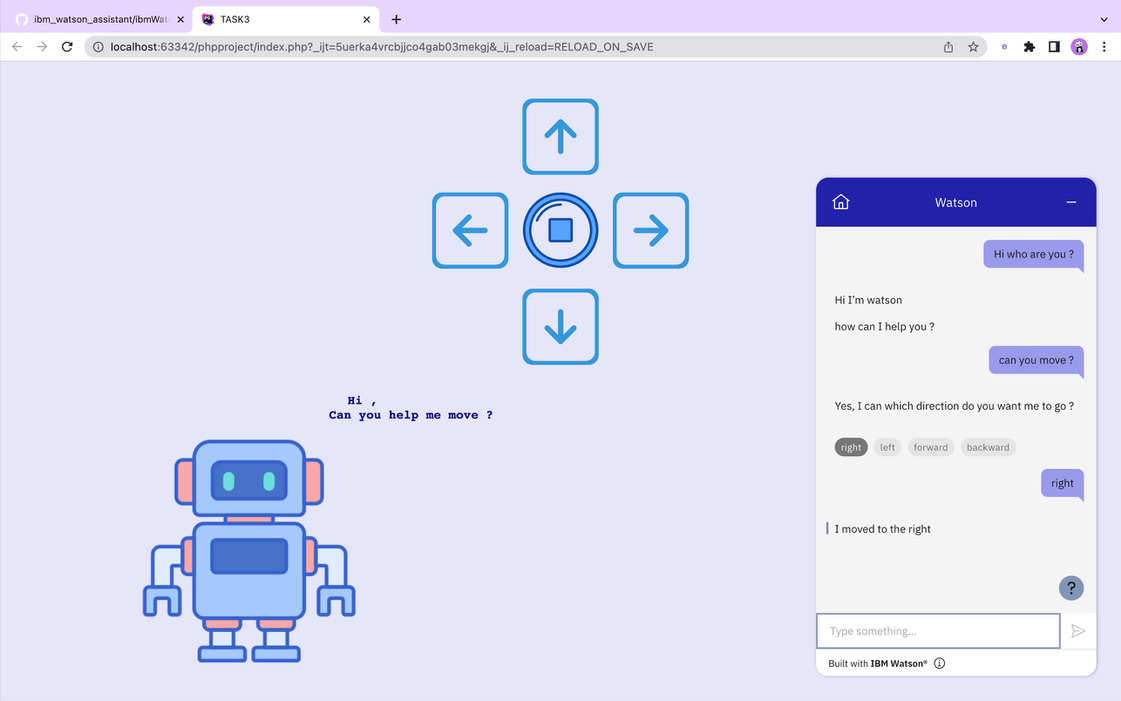 ibm_watson_assistant/ibmWat
TASK3
localhost:63342/phpproject/index.php?_ijt=5uerka4vrcbjjco4gab03mekgj&_ij_reload=RELOAD_ON_SAVE
B
Hi ,
Can you help me move ?
Watson
Hi who are you ?
Hi I'm watson
how can I help you ?
can you move ?
Yes, I can which direction do you want me to go ?
right left forward backward
right
I moved to the right
?
Type something...
Built with IBM Watson®